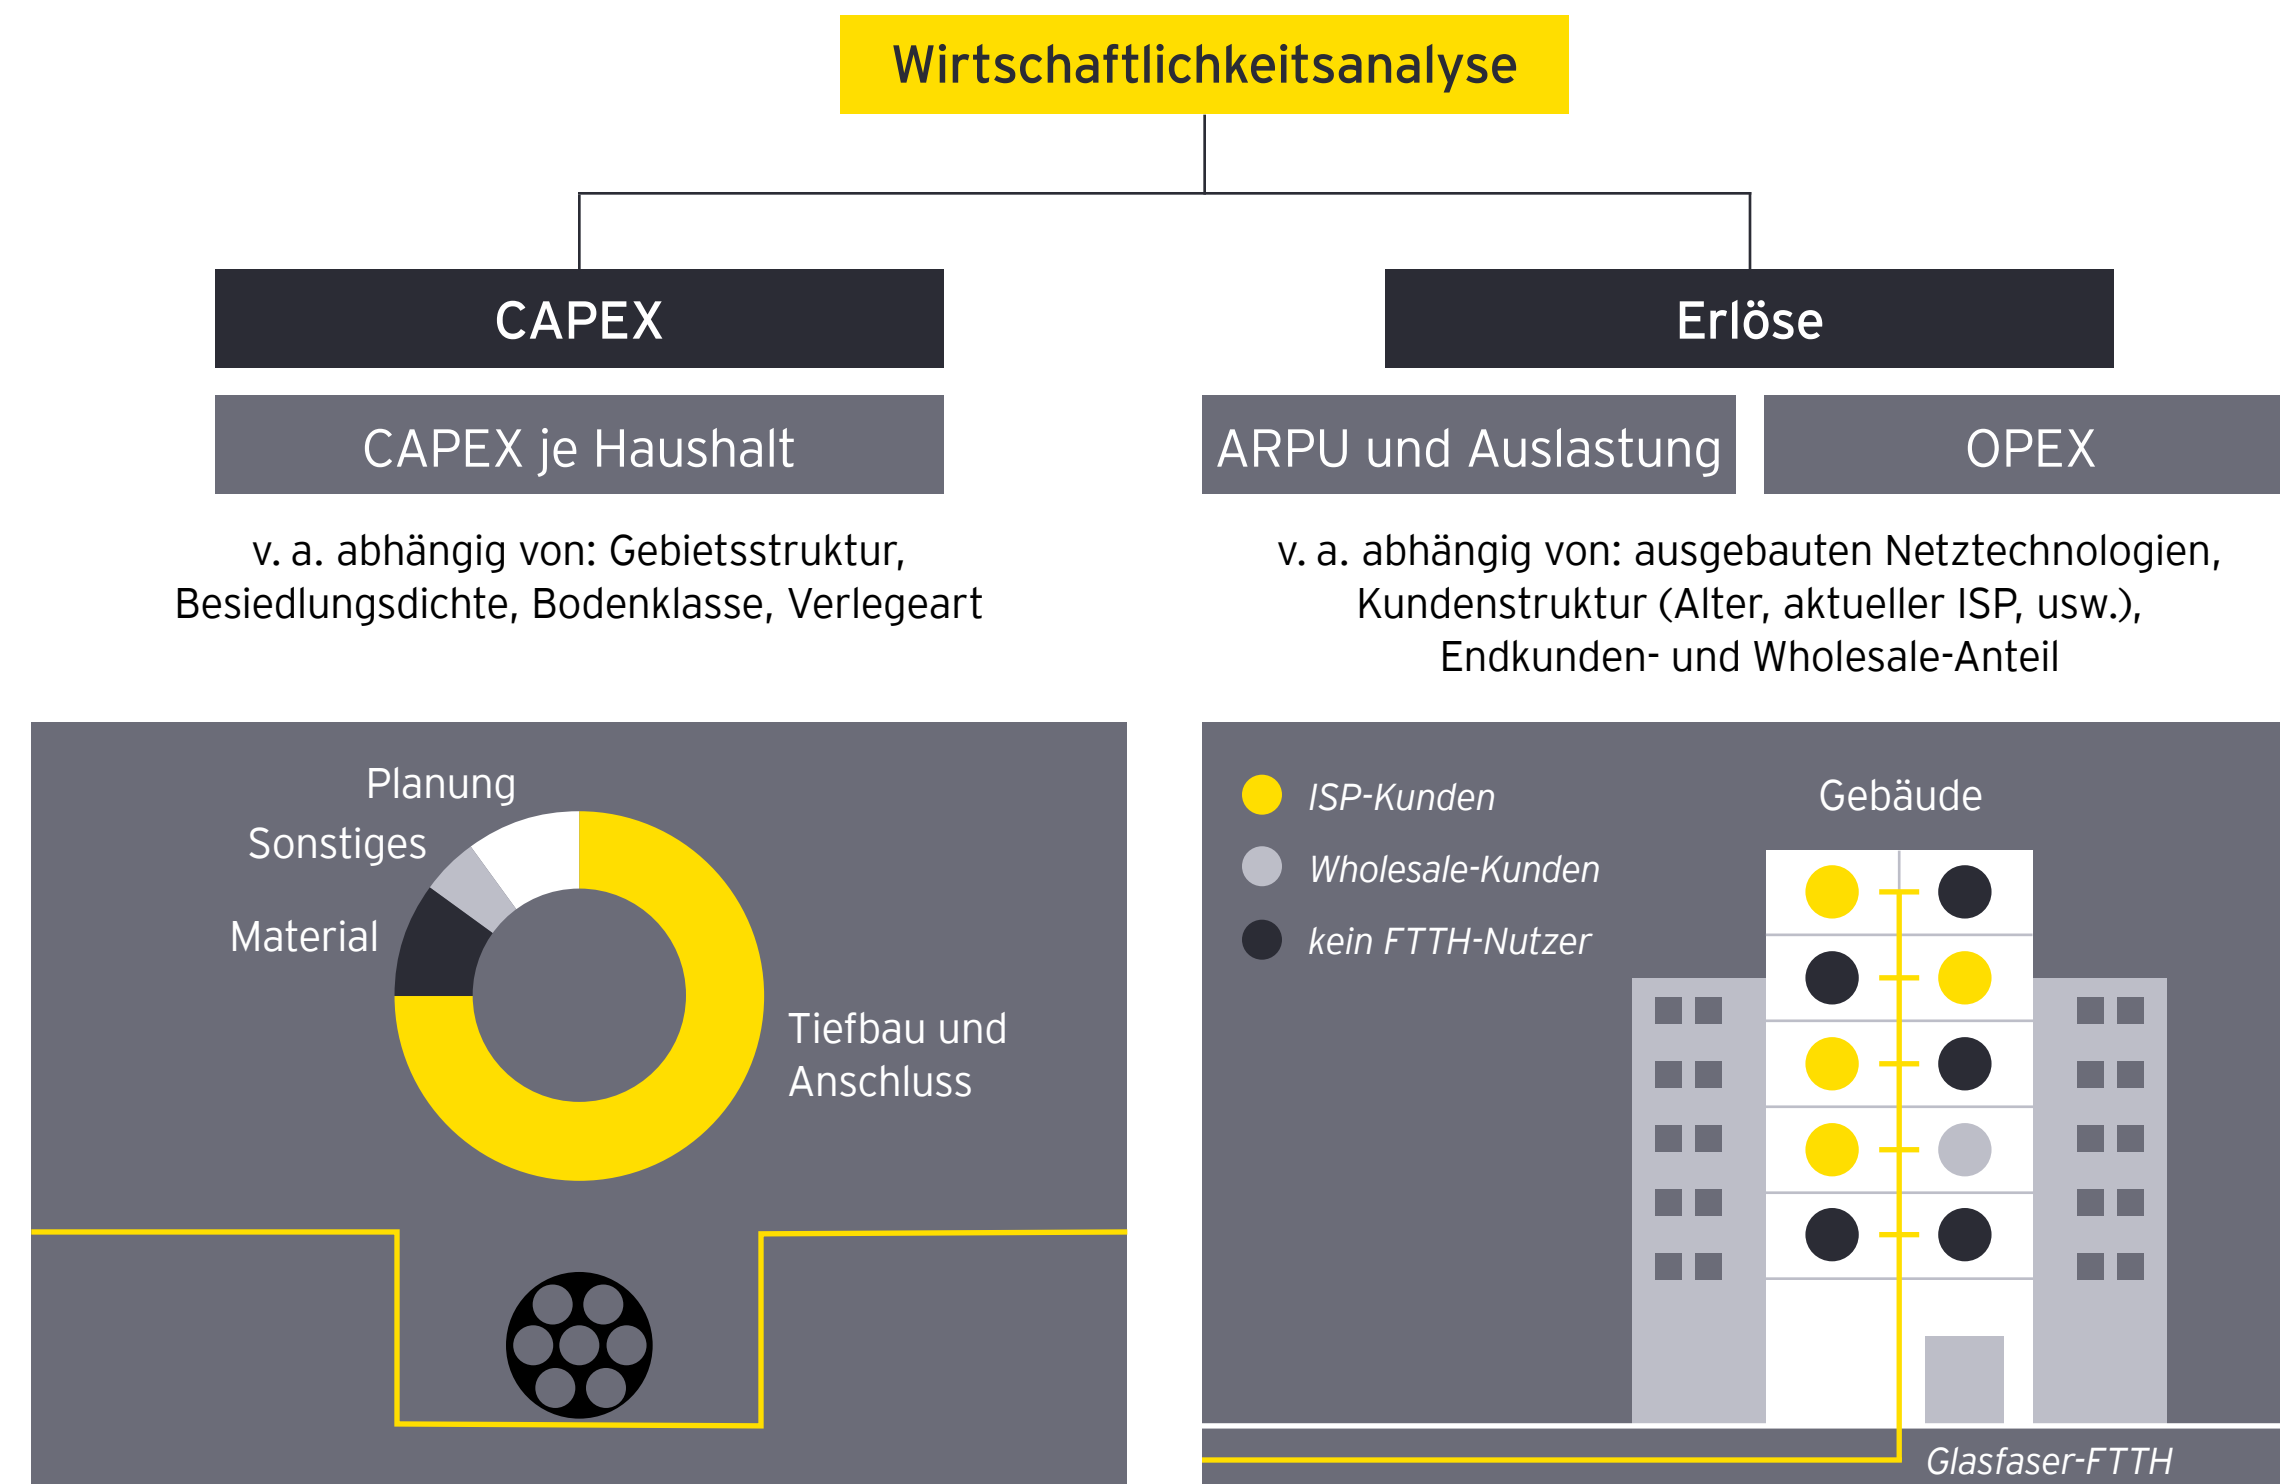 Wirtschaftlichkeitsanalyse
CAPEX
CAPEX je Haushalt
v. a. abhängig von: Gebietsstruktur,
Besiedlungsdichte, Bodenklasse, Verlegeart
Planung
Sonstiges
Material
Tiefbau und
Anschluss
Erlöse
ARPU und Auslastung
OPEX
v. a. abhängig von: ausgebauten Netztechnologien,
Kundenstruktur (Alter, aktueller ISP, usw.),
Endkunden- und Wholesale-Anteil
ISP-Kunden
Wholesale-Kunden
kein FTTH-Nutzer
Gebäude
Glasfaser-FTTH